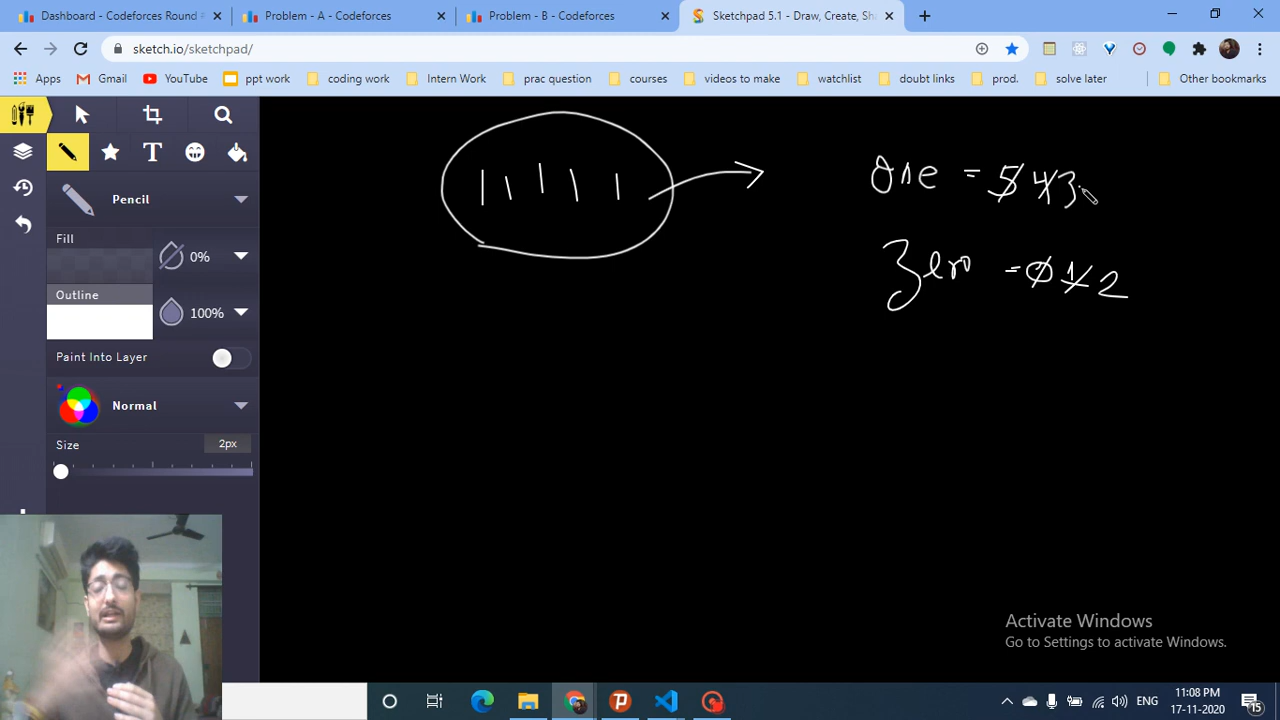 Dashboard - Codeforces Round
Problem - A - Codeforces
Problem - B - Codeforces
Sketchpad 5.1 - Draw, Create, Sha
sketch.io/sketchpad/
Apps
Gmail
YouTube
ppt work
coding work
Intern Work
prac question
courses
videos to make
watchlist
doubt links
prod.
solve later
Other bookmarks
Pencil
Fill
0%
Outline
100%
Paint Into Layer
Normal
Size
2px
| | | | |
One = 5 4 3
Zero = 0 1 2
Activate Windows
Go to Settings to activate Windows.
ENG
11:08 PM
17-11-2020
15